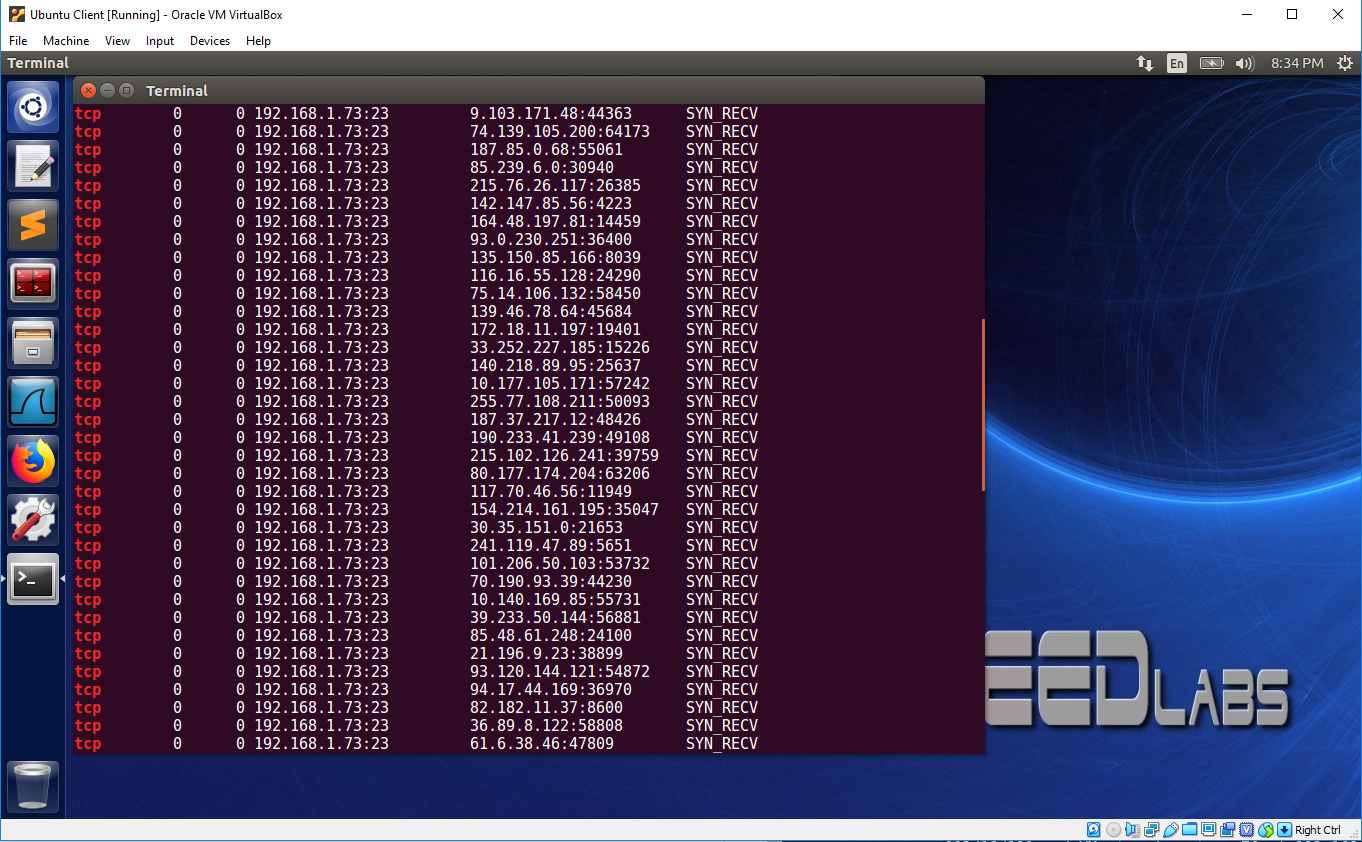 Ubuntu Client [Running] - Oracle VM VirtualBox
File Machine View Input Devices Help
Terminal En 8:34 PM
Terminal
tcp 0 0 192.168.1.73:23 9.103.171.48:44363 SYN_RECV
tcp 0 0 192.168.1.73:23 74.139.105.200:64173 SYN_RECV
tcp 0 0 192.168.1.73:23 187.85.0.68:55061 SYN_RECV
tcp 0 0 192.168.1.73:23 85.239.6.0:30940 SYN_RECV
tcp 0 0 192.168.1.73:23 215.76.26.117:26385 SYN_RECV
tcp 0 0 192.168.1.73:23 142.147.85.56:4223 SYN_RECV
tcp 0 0 192.168.1.73:23 164.48.197.81:14459 SYN_RECV
tcp 0 0 192.168.1.73:23 93.0.230.251:36400 SYN_RECV
tcp 0 0 192.168.1.73:23 135.150.85.166:8039 SYN_RECV
tcp 0 0 192.168.1.73:23 116.16.55.128:24290 SYN_RECV
tcp 0 0 192.168.1.73:23 75.14.106.132:58450 SYN_RECV
tcp 0 0 192.168.1.73:23 139.46.78.64:45684 SYN_RECV
tcp 0 0 192.168.1.73:23 172.18.11.197:19401 SYN_RECV
tcp 0 0 192.168.1.73:23 33.252.227.185:15226 SYN_RECV
tcp 0 0 192.168.1.73:23 140.218.89.95:25637 SYN_RECV
tcp 0 0 192.168.1.73:23 10.177.105.171:57242 SYN_RECV
tcp 0 0 192.168.1.73:23 255.77.108.211:50093 SYN_RECV
tcp 0 0 192.168.1.73:23 187.37.217.12:48426 SYN_RECV
tcp 0 0 192.168.1.73:23 190.233.41.239:49108 SYN_RECV
tcp 0 0 192.168.1.73:23 215.102.126.241:39759 SYN_RECV
tcp 0 0 192.168.1.73:23 80.177.174.204:63206 SYN_RECV
tcp 0 0 192.168.1.73:23 117.70.46.56:11949 SYN_RECV
tcp 0 0 192.168.1.73:23 154.214.161.195:35047 SYN_RECV
tcp 0 0 192.168.1.73:23 30.35.151.0:21653 SYN_RECV
tcp 0 0 192.168.1.73:23 241.119.47.89:5651 SYN_RECV
tcp 0 0 192.168.1.73:23 101.206.50.103:53732 SYN_RECV
tcp 0 0 192.168.1.73:23 70.190.93.39:44230 SYN_RECV
tcp 0 0 192.168.1.73:23 10.140.169.85:55731 SYN_RECV
tcp 0 0 192.168.1.73:23 39.233.50.144:56881 SYN_RECV
tcp 0 0 192.168.1.73:23 85.48.61.248:24100 SYN_RECV
tcp 0 0 192.168.1.73:23 21.196.9.23:38899 SYN_RECV
tcp 0 0 192.168.1.73:23 93.120.144.121:54872 SYN_RECV
tcp 0 0 192.168.1.73:23 94.17.44.169:36970 SYN_RECV
tcp 0 0 192.168.1.73:23 82.182.11.37:8600 SYN_RECV
tcp 0 0 192.168.1.73:23 36.89.8.122:58808 SYN_RECV
tcp 0 0 192.168.1.73:23 61.6.38.46:47809 SYN_RECV
EED LABS
Right Ctrl